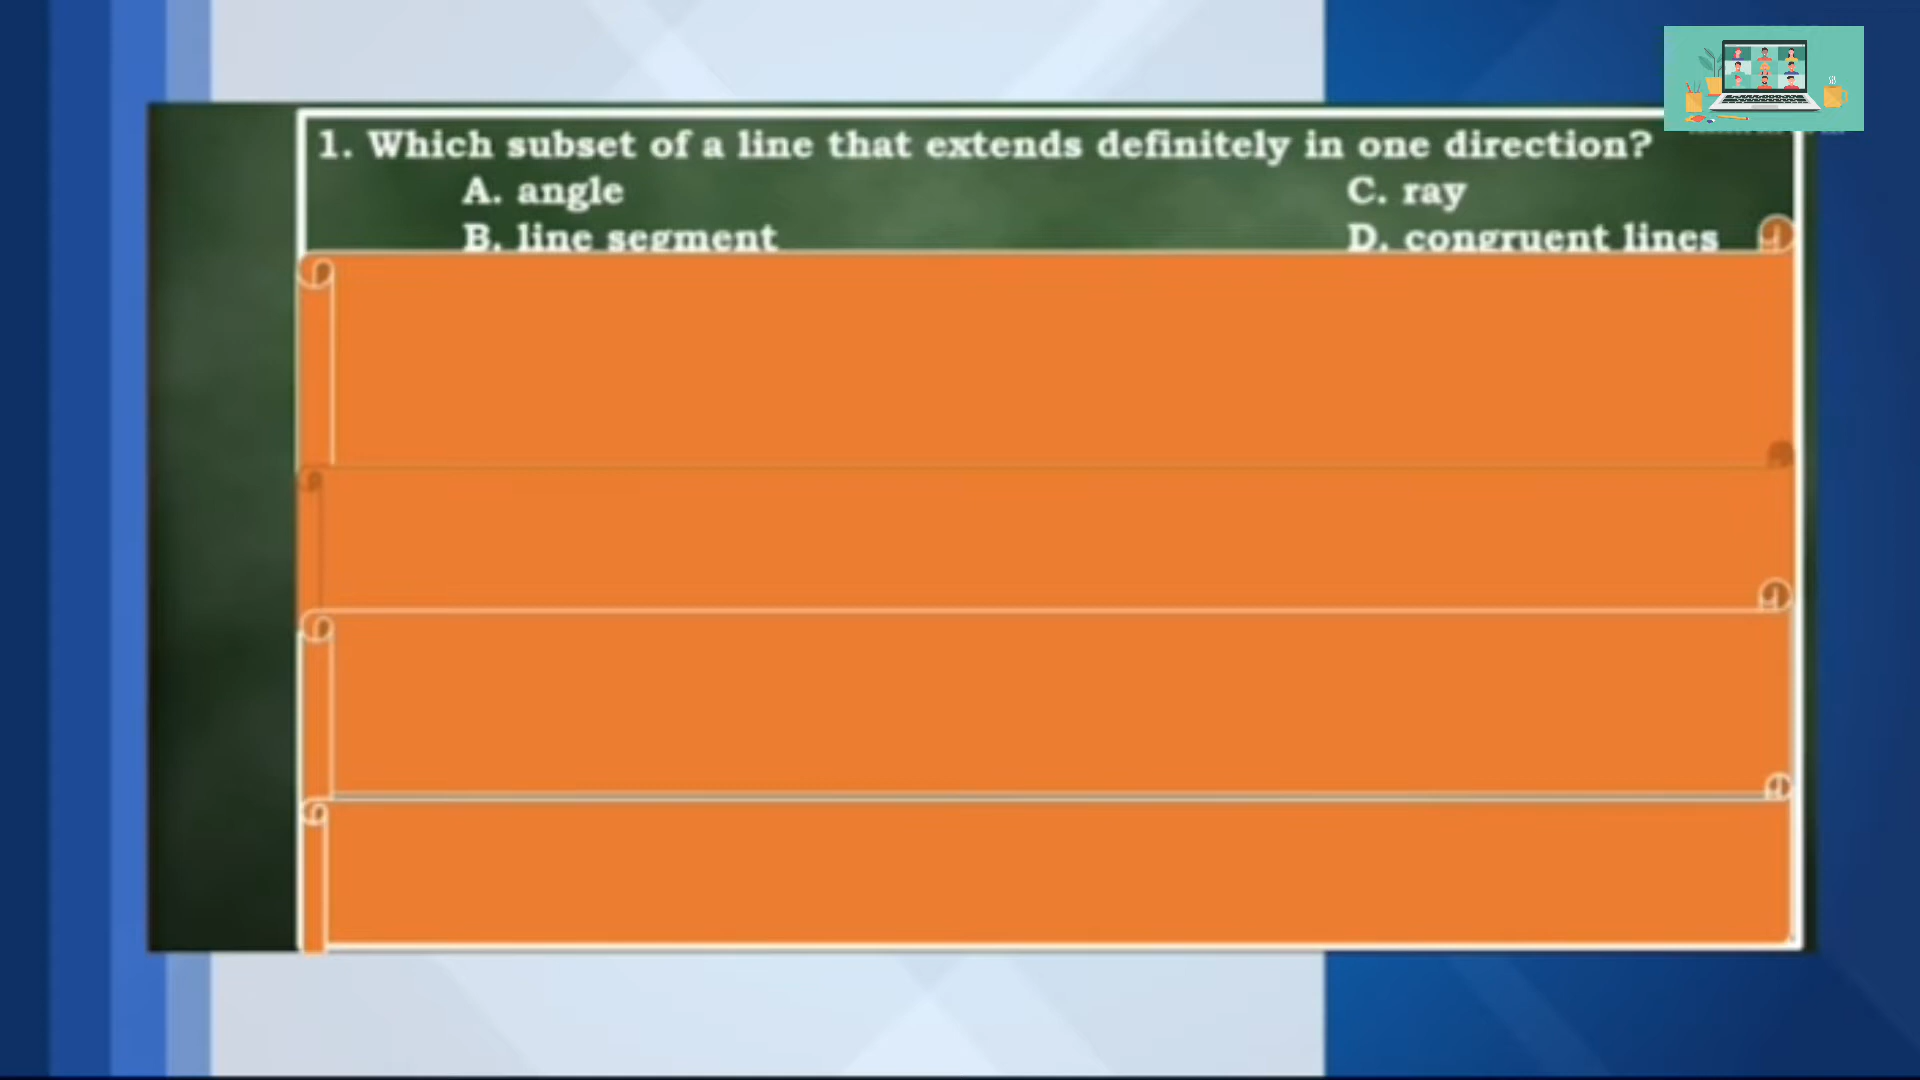 1. Which subset of a line that extends definitely in one direction?
A. angle C. ray
B. line segment D. congruent lines